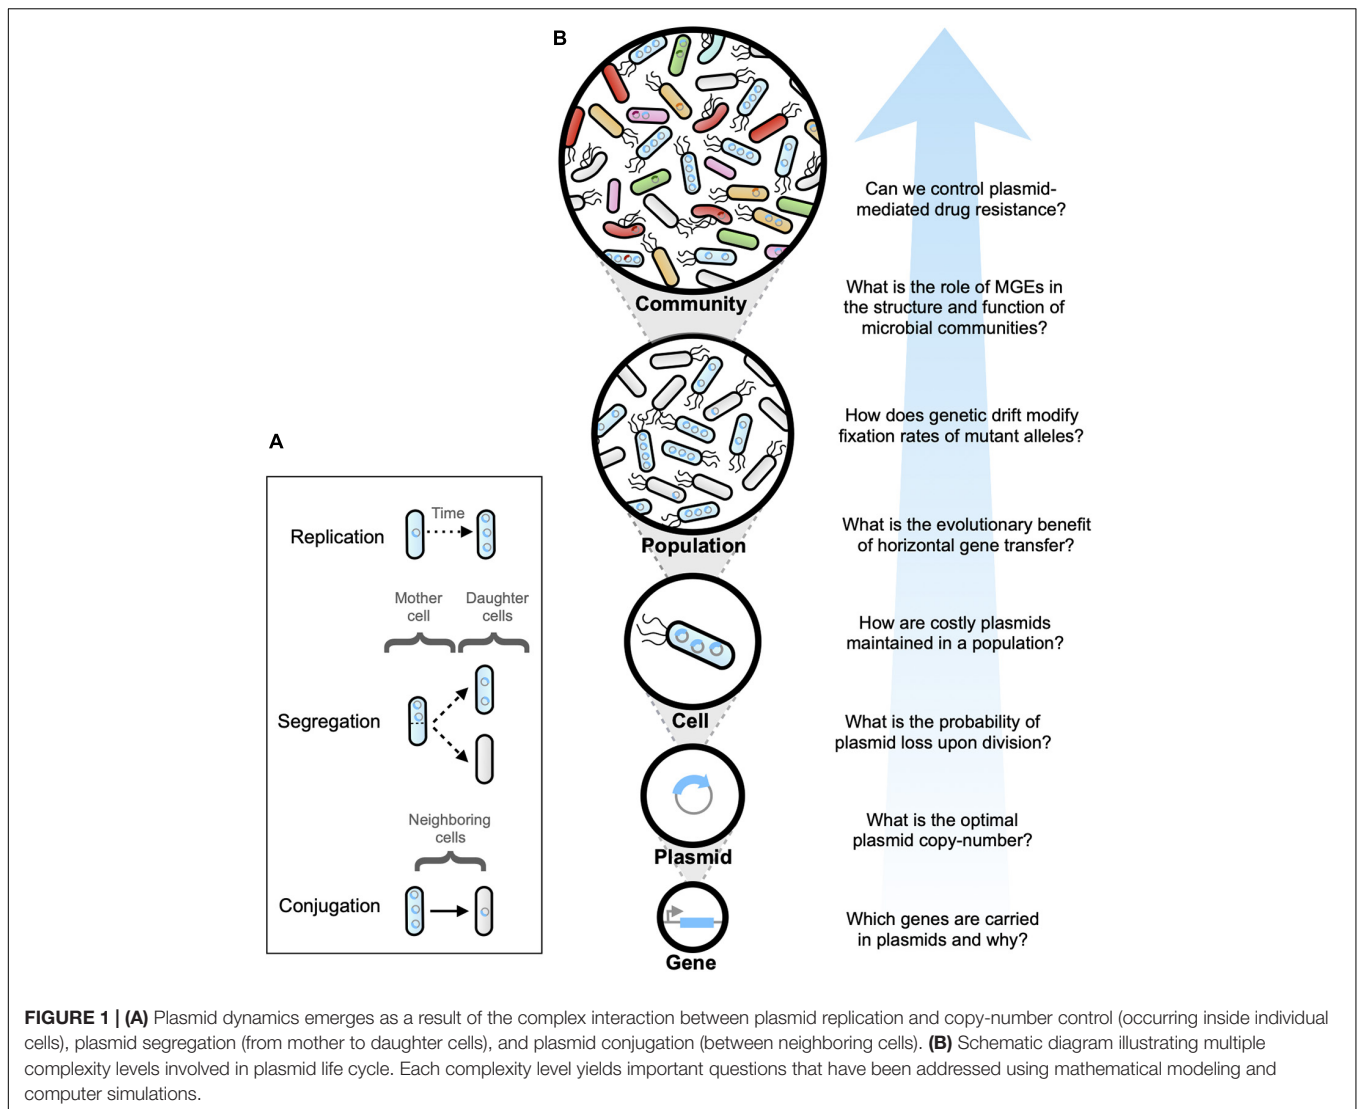 A
Replication
Time
Mother
cell
Daughter
cells
Segregation
Neighboring
cells
Conjugation
B
Community
Population
Cell
Plasmid
Gene
Can we control plasmid-
mediated drug resistance?
What is the role of MGEs in
the structure and function of
microbial communities?
How does genetic drift modify
fixation rates of mutant alleles?
What is the evolutionary benefit
of horizontal gene transfer?
How are costly plasmids
maintained in a population?
What is the probability of
plasmid loss upon division?
What is the optimal
plasmid copy-number?
Which genes are carried
in plasmids and why?
FIGURE 1 | (A) Plasmid dynamics emerges as a result of the complex interaction between plasmid replication and copy-number control (occurring inside individual
cells), plasmid segregation (from mother to daughter cells), and plasmid conjugation (between neighboring cells). (B) Schematic diagram illustrating multiple
complexity levels involved in plasmid life cycle. Each complexity level yields important questions that have been addressed using mathematical modeling and
computer simulations.